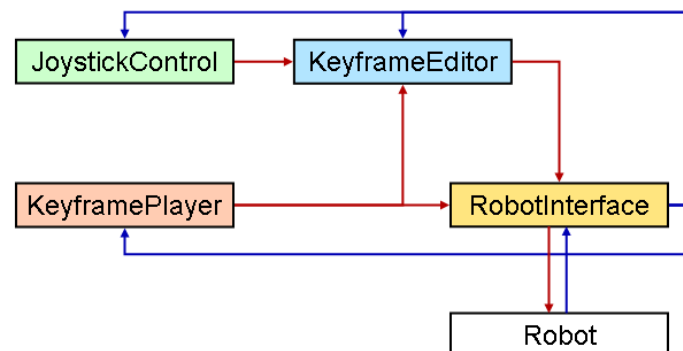 JoystickControl
KeyframeEditor
KeyframePlayer
RobotInterface
Robot